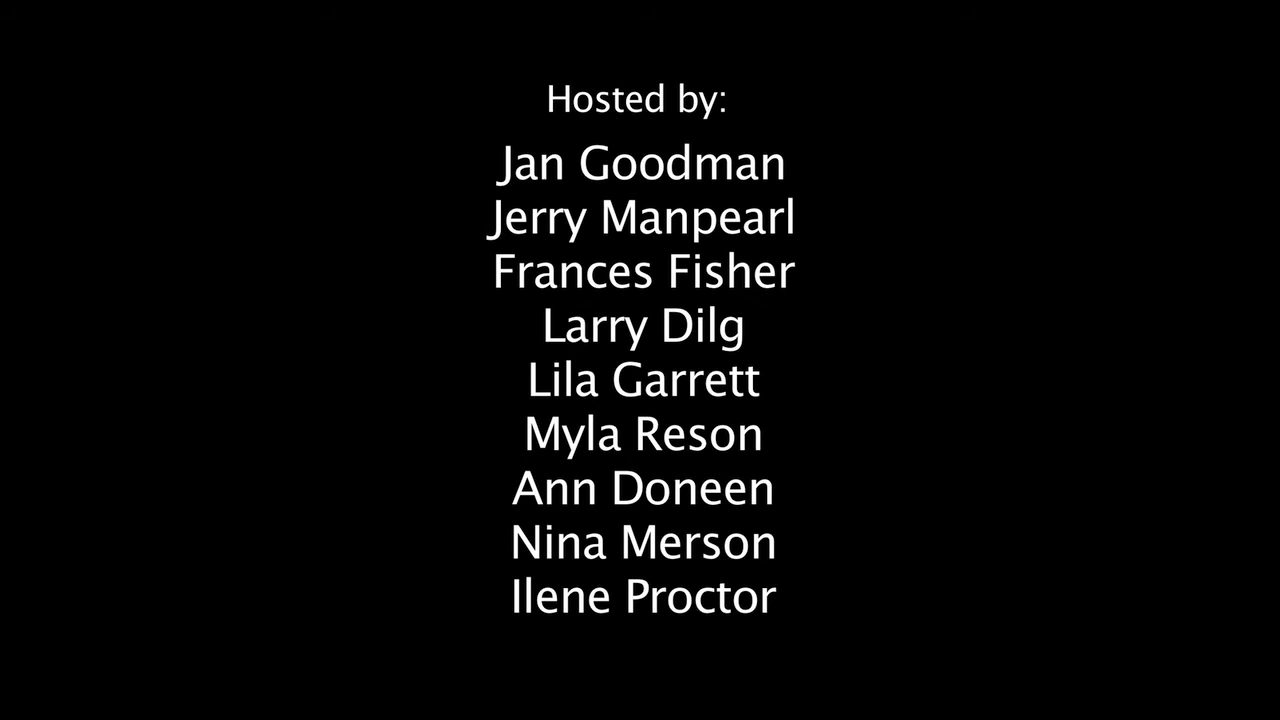 Hosted by:
Jan Goodman
Jerry Manpearl
Frances Fisher
Larry Dilg
Lila Garrett
Myla Reson
Ann Doneen
Nina Merson
Ilene Proctor